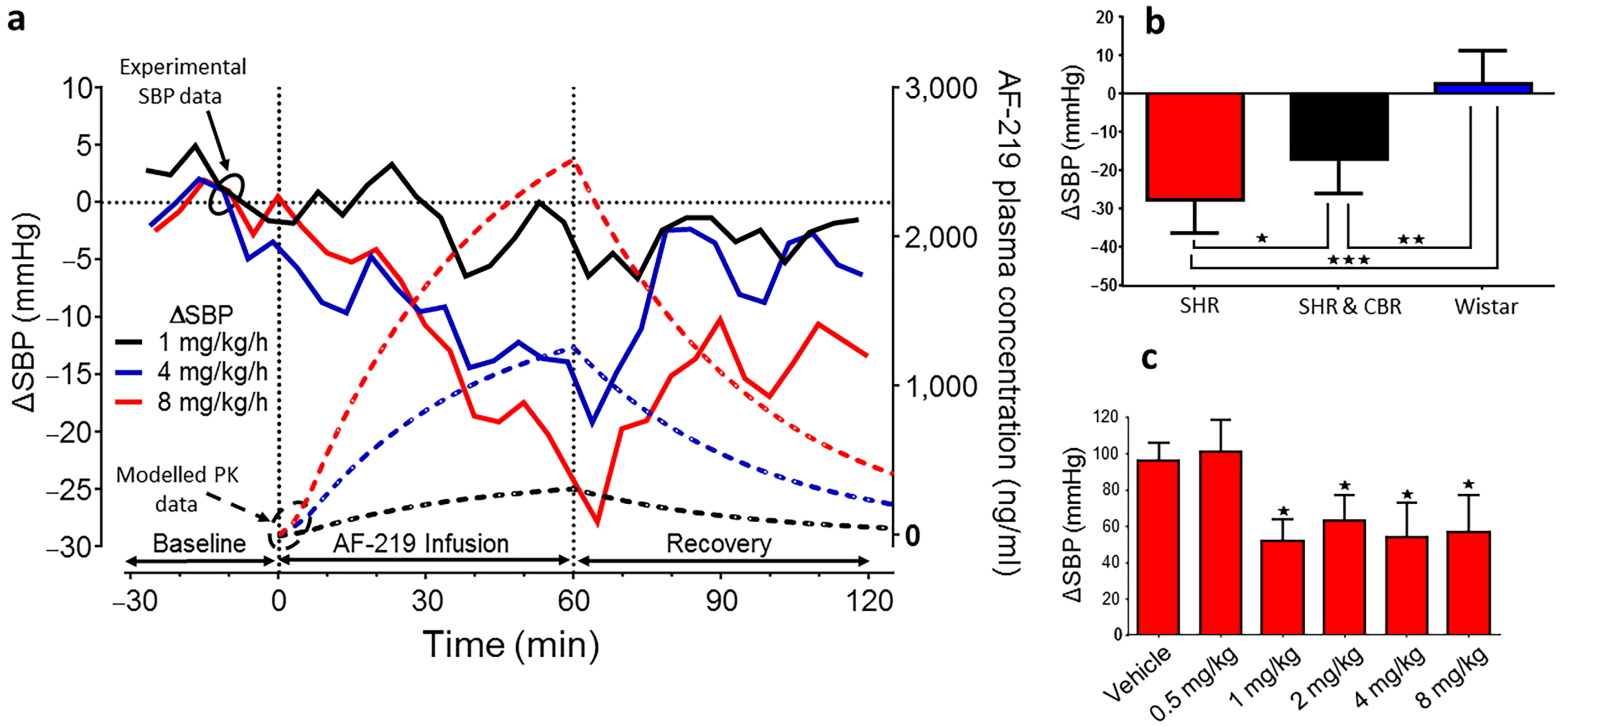 a
Experimental
SBP data
10
5
0
−5
−10
−15
−20
−25
−30
ΔSBP (mmHg)
3,000
2,000
1,000
0
AF-219 plasma concentration (ng/ml)
ΔSBP
1 mg/kg/h
4 mg/kg/h
8 mg/kg/h
Modelled PK
data
Baseline
AF-219 Infusion
Recovery
−30
0
30
60
90
120
Time (min)
b
20
10
0
−10
−20
−30
−40
−50
ΔSBP (mmHg)
★
★★
★★★
SHR
SHR & CBR
Wistar
c
120
100
80
60
40
20
0
ΔSBP (mmHg)
★
★
★
★
Vehicle
0.5 mg/kg
1 mg/kg
2 mg/kg
4 mg/kg
8 mg/kg